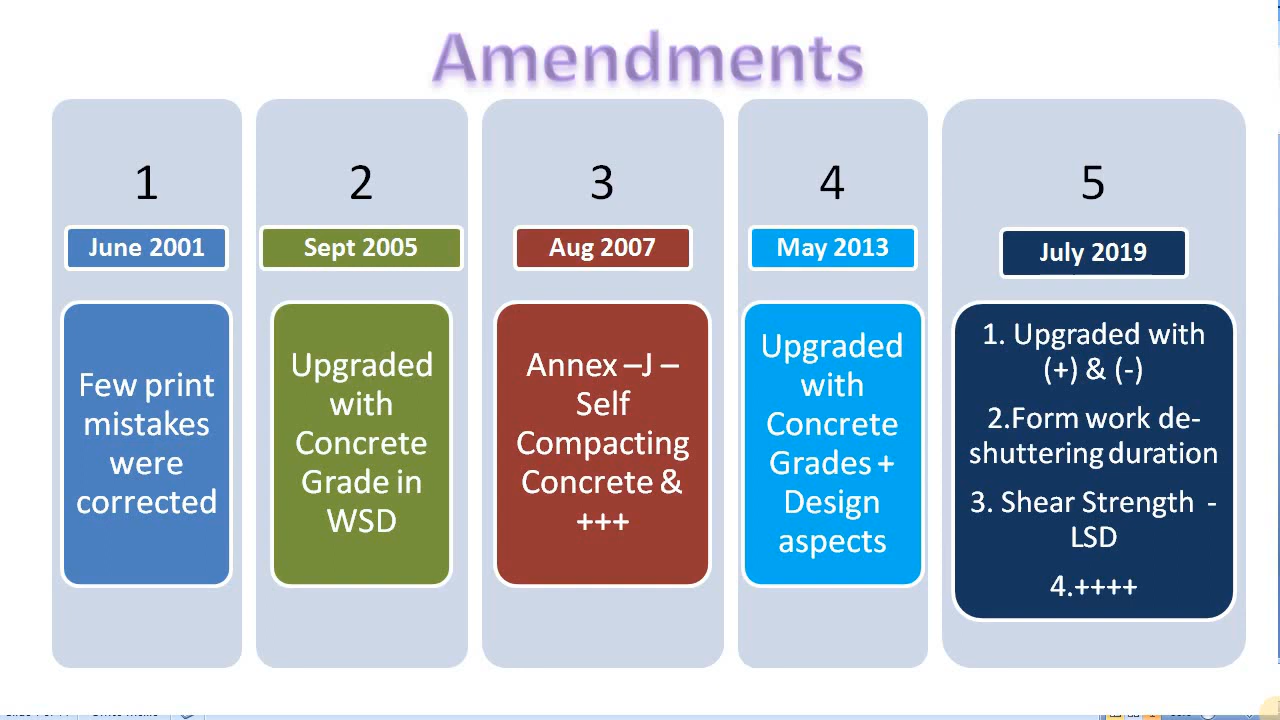 Amendments
1
June 2001
Few print
mistakes
were
corrected
2
Sept 2005
Upgraded
with
Concrete
Grade in
WSD
3
Aug 2007
Annex –J –
Self
Compacting
Concrete &
+++
4
May 2013
Upgraded
with
Concrete
Grades +
Design
aspects
5
July 2019
1. Upgraded with
(+) & (-)
2.Form work de-
shuttering duration
3. Shear Strength -
LSD
4.++++